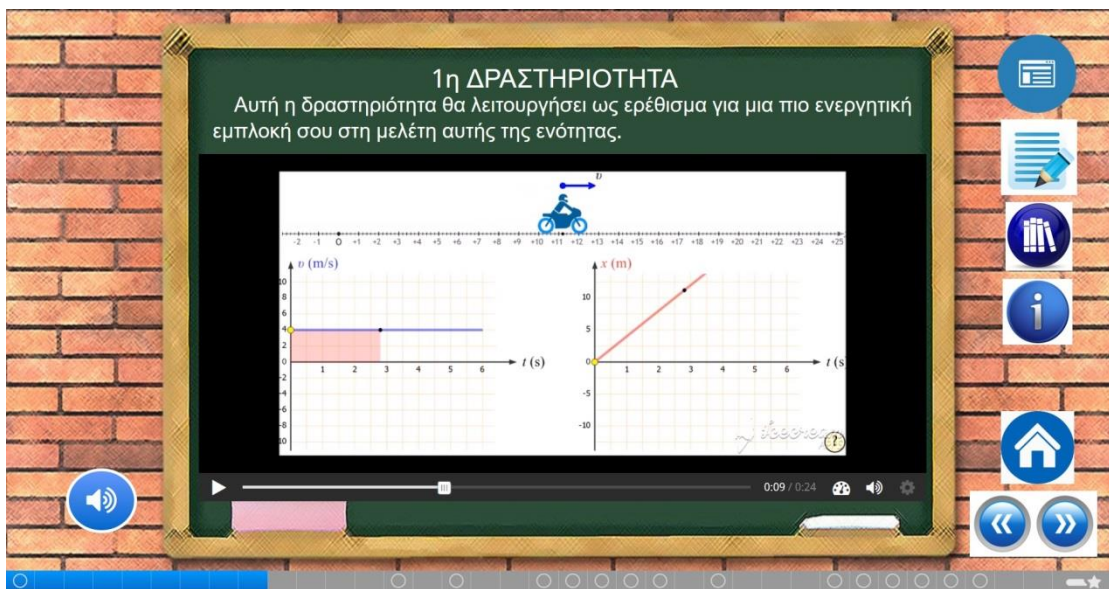 1η ΔΡΑΣΤΗΡΙΟΤΗΤΑ
Αυτή η δραστηριότητα θα λειτουργήσει ως ερέθισμα για μια πιο ενεργητική
εμπλοκή σου στη μελέτη αυτής της ενότητας.
υ
-2 -1 0 +1 +2 +3 +4 +5 +6 +7 +8 +9 +10 +11 +12 +13 +14 +15 +16 +17 +18 +19 +20 +21 +22 +23 +24 +25
υ (m/s)
10
8
6
4
2
0
-2
-4
-6
-8
10
1 2 3 4 5 6
t (s)
x (m)
10
5
0
-5
-10
1 2 3 4 5 6
t (s
?
0:09 / 0:24
i